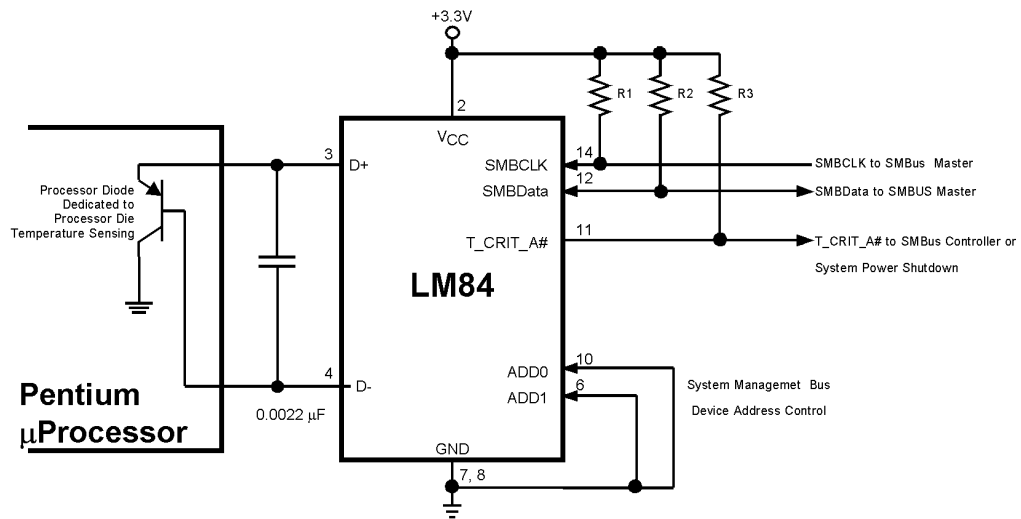 +3.3V
R1
R2
R3
2
VCC
3
D+
SMBCLK
14
SMBCLK to SMBus Master
Processor Diode
Dedicated to
Processor Die
Temperature Sensing
SMBData
12
SMBData to SMBUS Master
T_CRIT_A#
11
T_CRIT_A# to SMBus Controller or
System Power Shutdown
LM84
4
D-
ADD0
10
ADD1
6
System Managemet Bus
Device Address Control
Pentium
μProcessor
0.0022 μF
GND
7, 8